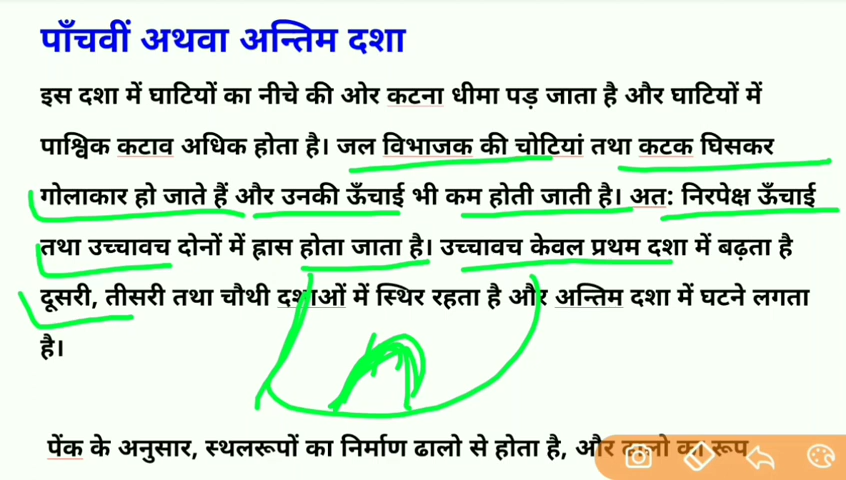 पाँचवीं अथवा अन्तिम दशा
इस दशा में घाटियों का नीचे की ओर कटना धीमा पड़ जाता है और घाटियों में
पाश्विक कटाव अधिक होता है। जल विभाजक की चोटियां तथा कटक घिसकर
गोलाकार हो जाते हैं और उनकी ऊँचाई भी कम होती जाती है। अत: निरपेक्ष ऊँचाई
तथा उच्चावच दोनों में ह्रास होता जाता है। उच्चावच केवल प्रथम दशा में बढ़ता है
दूसरी, तीसरी तथा चौथी दशाओं में स्थिर रहता है और अन्तिम दशा में घटने लगता
है।
पेंक के अनुसार, स्थलरूपों का निर्माण ढालो से होता है, और ढालो का रूप